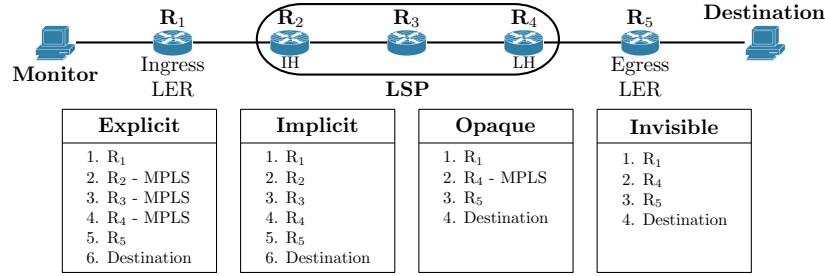 R1 R2 R3 R4 R5 Destination
Monitor Ingress LER IH LH Egress LER
LSP
Explicit
1. R1
2. R2 - MPLS
3. R3 - MPLS
4. R4 - MPLS
5. R5
6. Destination
Implicit
1. R1
2. R2
3. R3
4. R4
5. R5
6. Destination
Opaque
1. R1
2. R4 - MPLS
3. R5
4. Destination
Invisible
1. R1
2. R4
3. R5
4. Destination